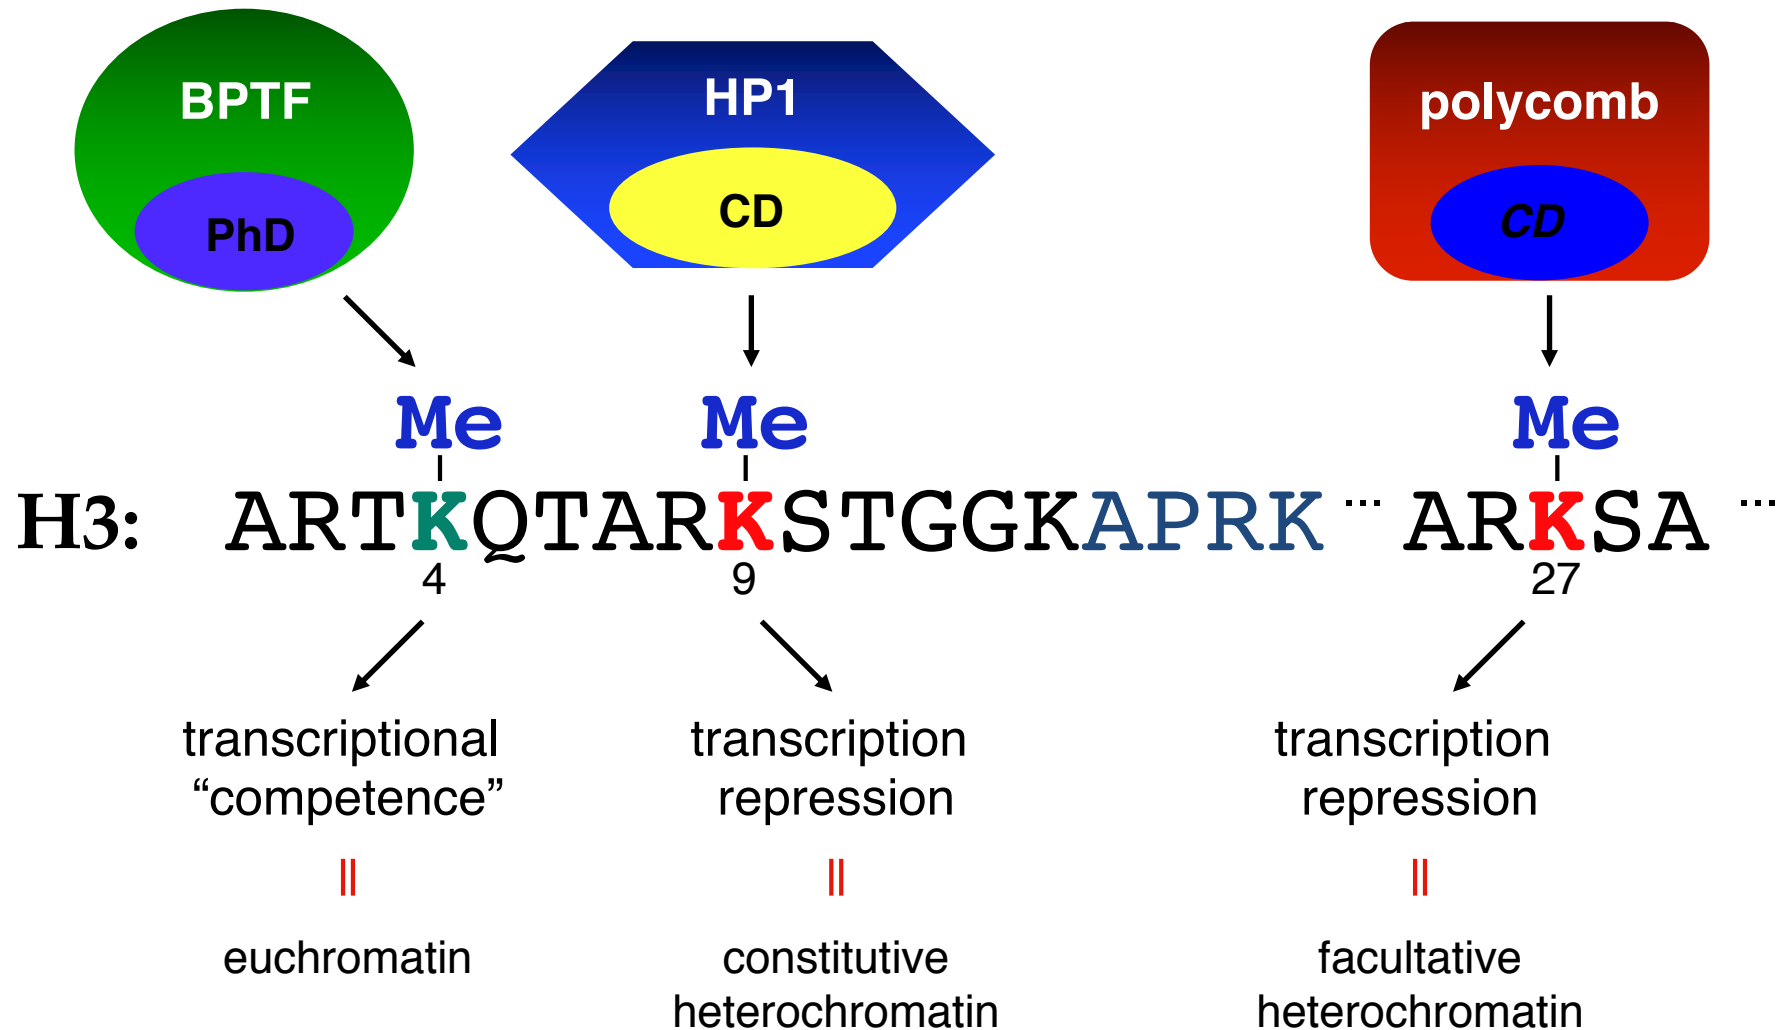 BPTF
PhD
HP1
CD
polycomb
CD
Me
Me
Me
H3: ARTKQTARKSTGGKAPRK ... ARKSA ...
4
9
27
transcriptional
“competence”
transcription
repression
transcription
repression
||
||
||
euchromatin
constitutive
heterochromatin
facultative
heterochromatin